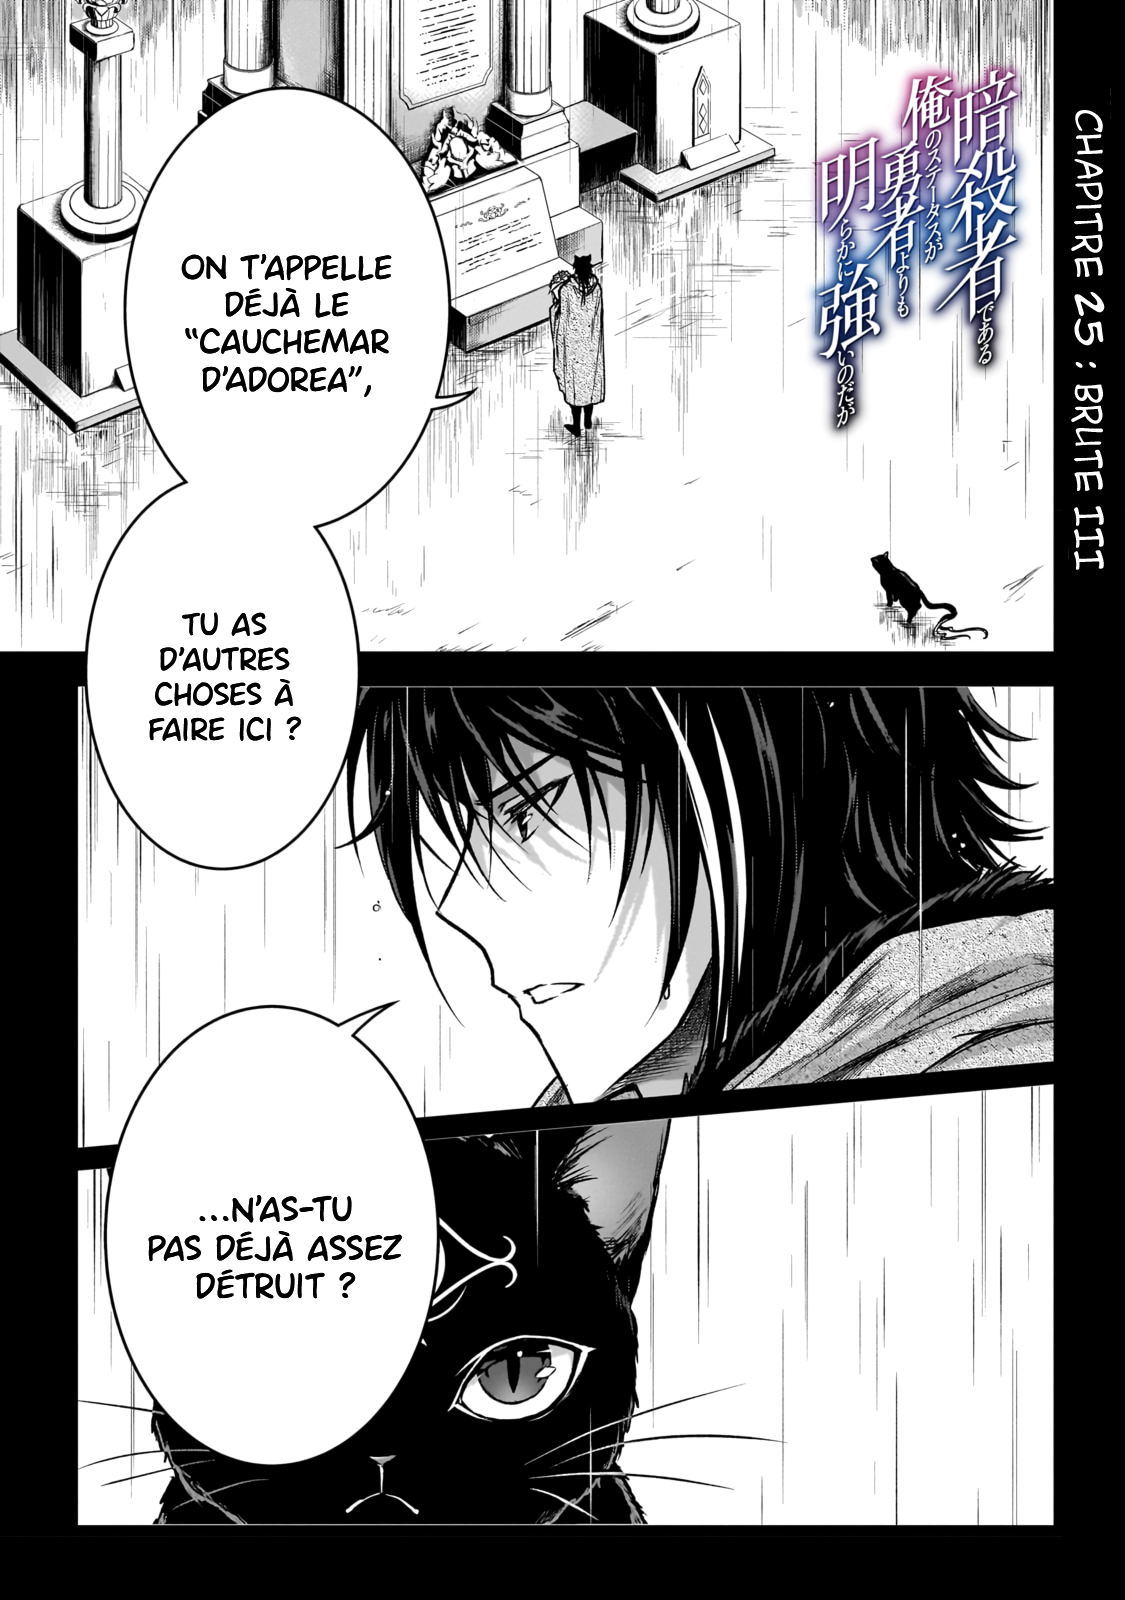 CHAPITRE 25 : BRUTE III
暗殺者である
俺のステータスが
勇者よりも
明らかに
強いのだが
ON T'APPELLE
DÉJÀ LE
"CAUCHEMAR
D'ADOREA",
TU AS
D'AUTRES
CHOSES À
FAIRE ICI ?
...N'AS-TU
PAS DÉJÀ ASSEZ
DÉTRUIT ?